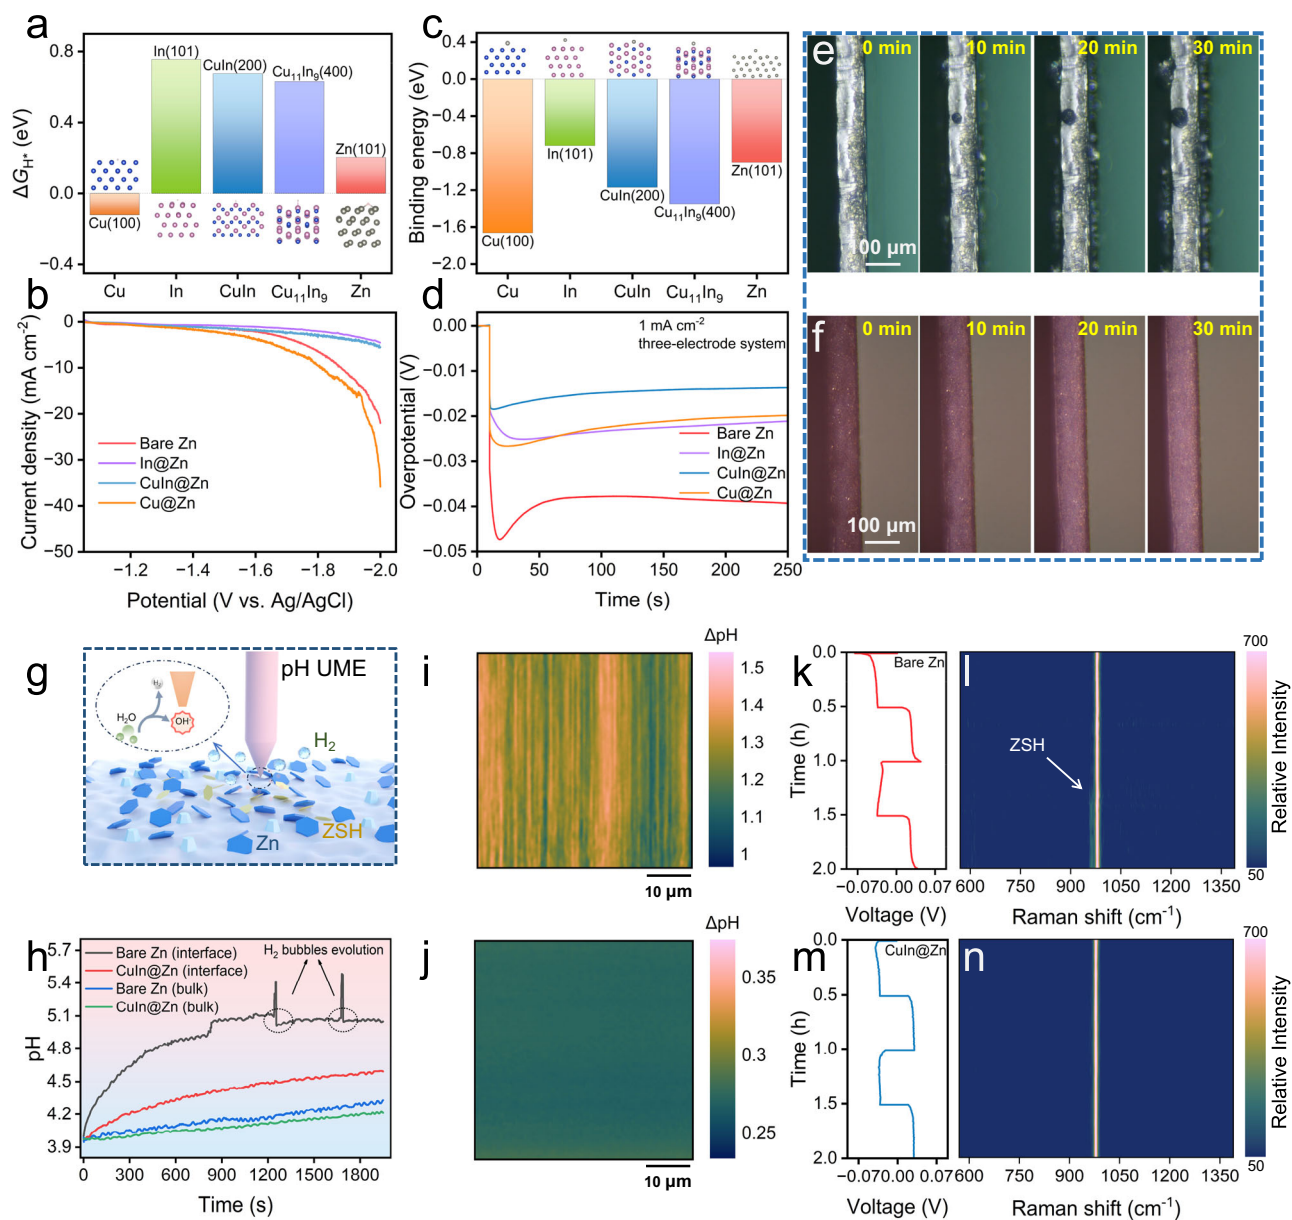 a
0.8
0.4
0.0
−0.4
ΔG_H* (eV)
In(101)
CuIn(200)
Cu₁₁In₉(400)
Zn(101)
Cu(100)
Cu
In
CuIn
Cu₁₁In₉
Zn
c
0.4
0.0
−0.4
−0.8
−1.2
−1.6
−2.0
Binding energy (eV)
In(101)
Zn(101)
CuIn(200)
Cu₁₁In₉(400)
Cu(100)
Cu
In
CuIn
Cu₁₁In₉
Zn
e
0 min
10 min
20 min
30 min
00 µm
f
0 min
10 min
20 min
30 min
100 µm
b
0
−10
−20
−30
−40
−50
Current density (mA cm⁻²)
Bare Zn
In@Zn
CuIn@Zn
Cu@Zn
−1.2
−1.4
−1.6
−1.8
−2.0
Potential (V vs. Ag/AgCl)
d
0.00
−0.01
−0.02
−0.03
−0.04
−0.05
Overpotential (V)
1 mA cm⁻²
three-electrode system
Bare Zn
In@Zn
CuIn@Zn
Cu@Zn
0
50
100
150
200
250
Time (s)
g
pH UME
H₂
H₂O
OH⁻
H₂
ZSH
Zn
i
ΔpH
1.5
1.4
1.3
1.2
1.1
1
10 µm
k
Bare Zn
0.0
0.5
1.0
1.5
2.0
Time (h)
−0.07
0.00
0.07
Voltage (V)
l
ZSH
600
750
900
1050
1200
1350
Raman shift (cm⁻¹)
700
50
Relative Intensity
h
5.7
5.4
5.1
4.8
4.5
4.2
3.9
pH
Bare Zn (interface)
CuIn@Zn (interface)
Bare Zn (bulk)
CuIn@Zn (bulk)
H₂ bubbles evolution
0
300
600
900
1200
1500
1800
Time (s)
j
ΔpH
0.35
0.3
0.25
10 µm
m
CuIn@Zn
0.0
0.5
1.0
1.5
2.0
Time (h)
−0.07
0.00
0.07
Voltage (V)
n
600
750
900
1050
1200
1350
Raman shift (cm⁻¹)
700
50
Relative Intensity